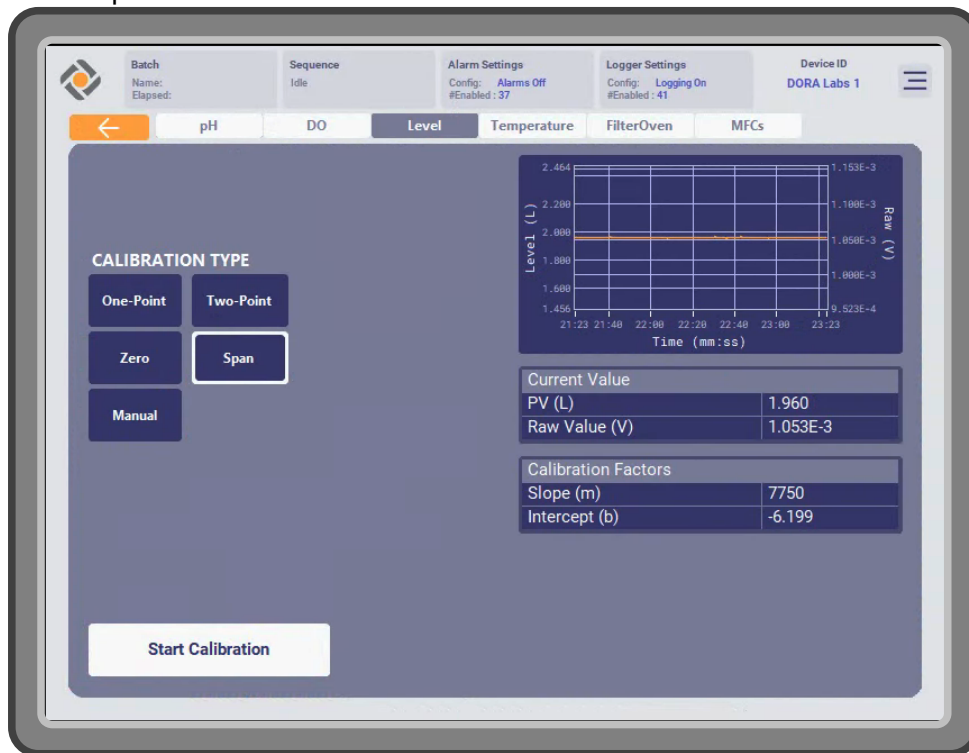 Batch
Name:
Elapsed:
Sequence
Idle
Alarm Settings
Config: Alarms Off
#Enabled : 37
Logger Settings
Config: Logging On
#Enabled : 41
Device ID
DORA Labs 1
pH DO Level Temperature FilterOven MFCs
CALIBRATION TYPE
One-Point Two-Point
Zero Span
Manual
Start Calibration
Level (L)
2.464
2.200
2.000
1.800
1.600
1.456
1.153E-3
1.100E-3
1.050E-3
1.000E-3
9.523E-4
Raw (V)
21:23 21:40 22:00 22:20 22:40 23:00 23:23
Time (mm:ss)
Current Value
PV (L) 1.960
Raw Value (V) 1.053E-3
Calibration Factors
Slope (m) 7750
Intercept (b) -6.199